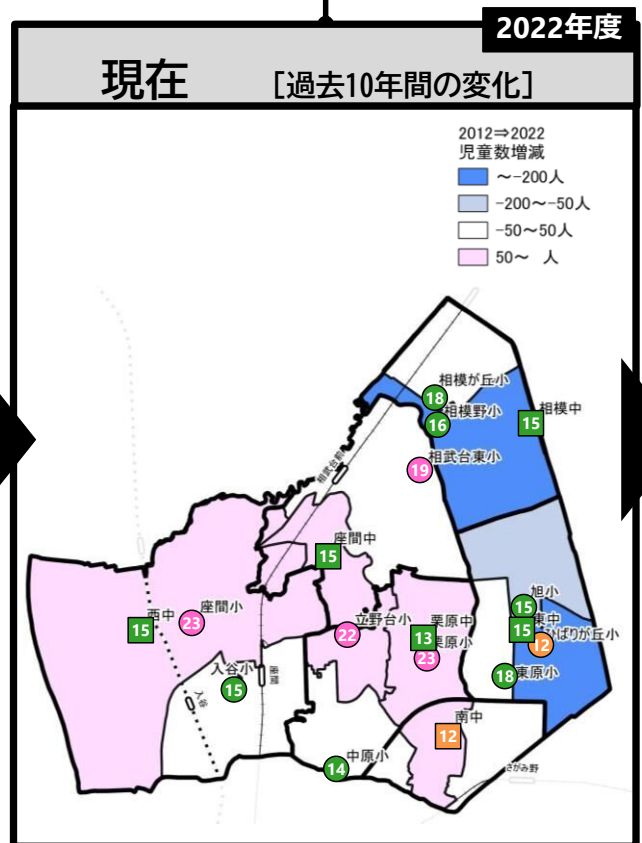 2022年度
現在 [過去10年間の変化]
2012⇒2022
児童数増減
～-200人
-200～-50人
-50～50人
50～ 人
相模が丘小
18
相模野小
16
相模中
15
相武台東小
19
相武台前
座間中
15
座間小
23
西中
15
立野台小
22
栗原中
13
栗原小
23
旭小
15
東中
15
ひばりが丘小
12
東原小
18
入谷小
15
座間
入谷
南中
12
中原小
14
さがみ野